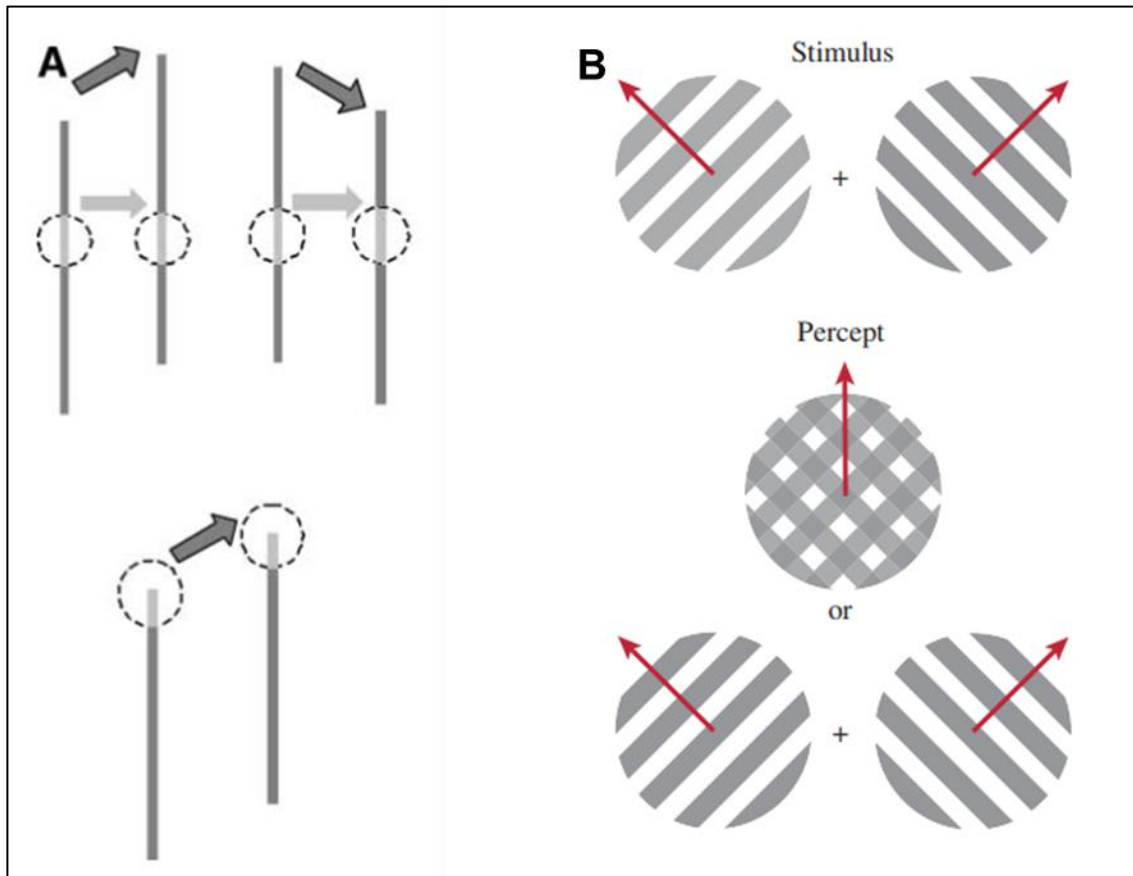 A
B
Stimulus
+
Percept
or
+